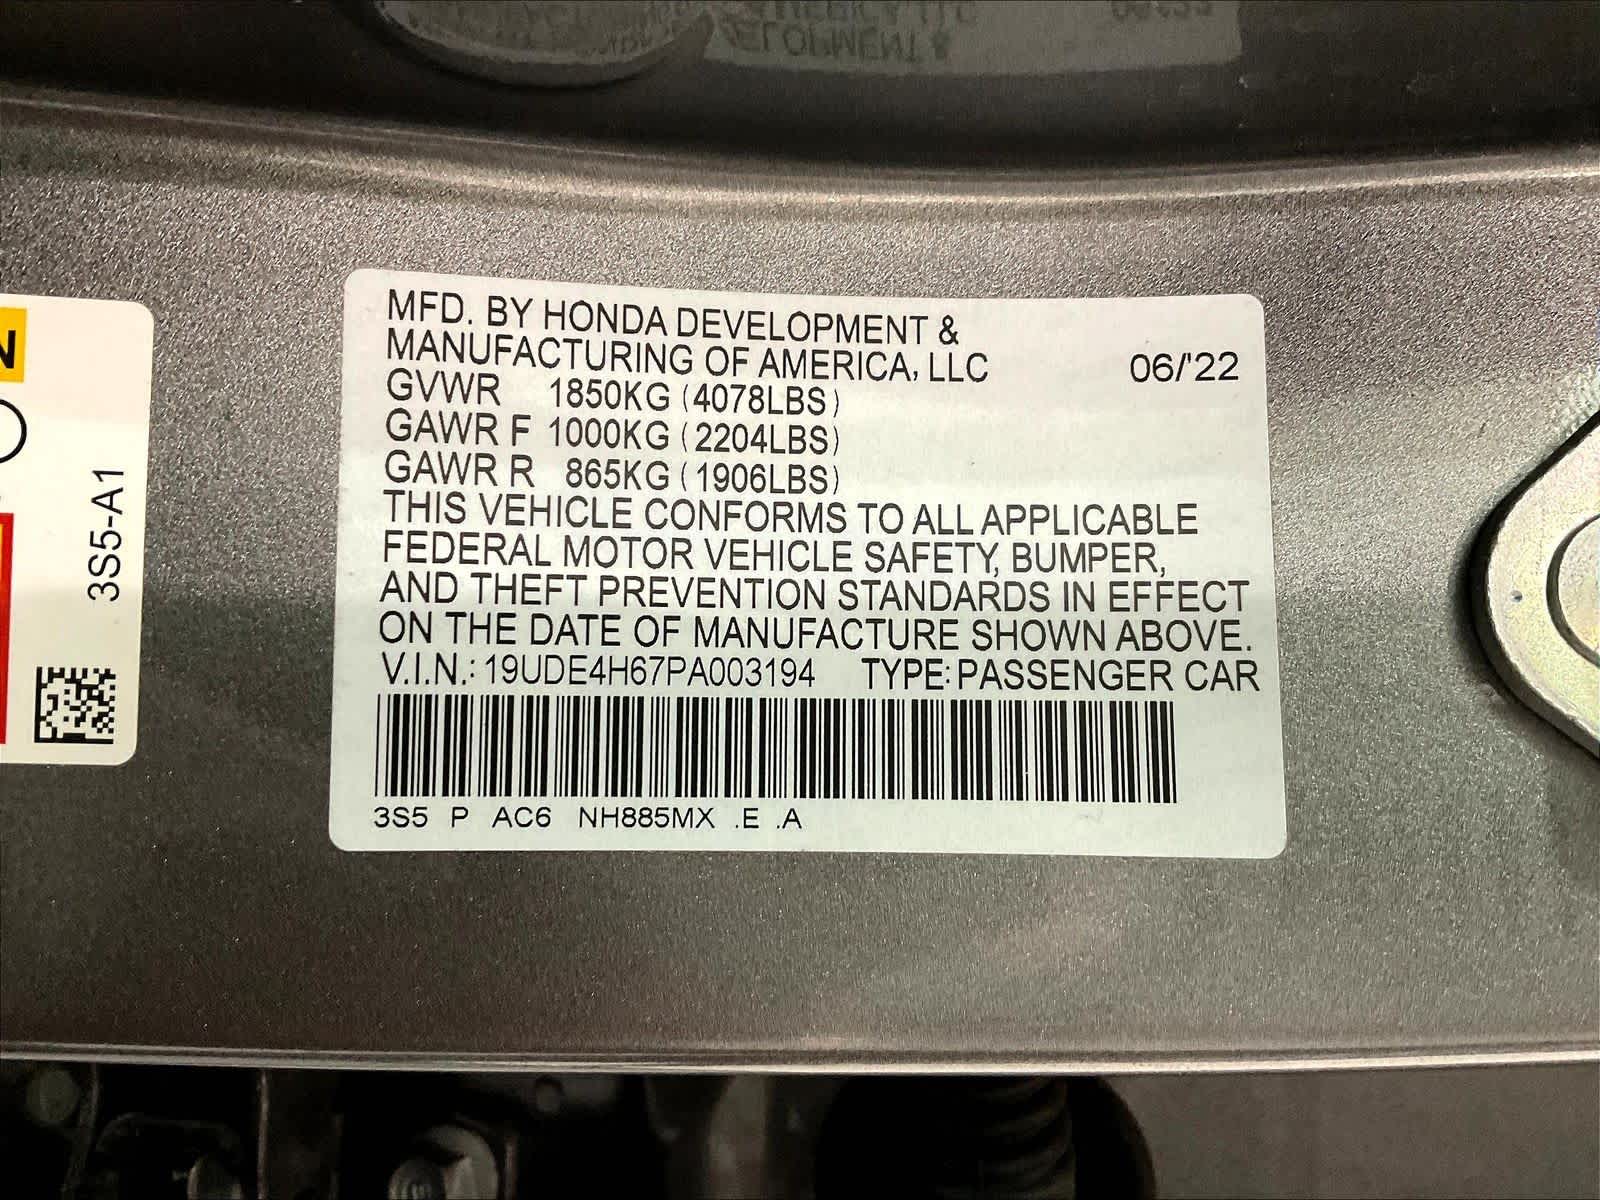 MFD. BY HONDA DEVELOPMENT &
MANUFACTURING OF AMERICA, LLC 06/'22
GVWR 1850KG (4078LBS)
GAWR F 1000KG (2204LBS)
GAWR R 865KG (1906LBS)
THIS VEHICLE CONFORMS TO ALL APPLICABLE
FEDERAL MOTOR VEHICLE SAFETY, BUMPER,
AND THEFT PREVENTION STANDARDS IN EFFECT
ON THE DATE OF MANUFACTURE SHOWN ABOVE.
V.I.N.: 19UDE4H67PA003194 TYPE: PASSENGER CAR
3S5 P AC6 NH885MX .E .A
N
3S5-A1